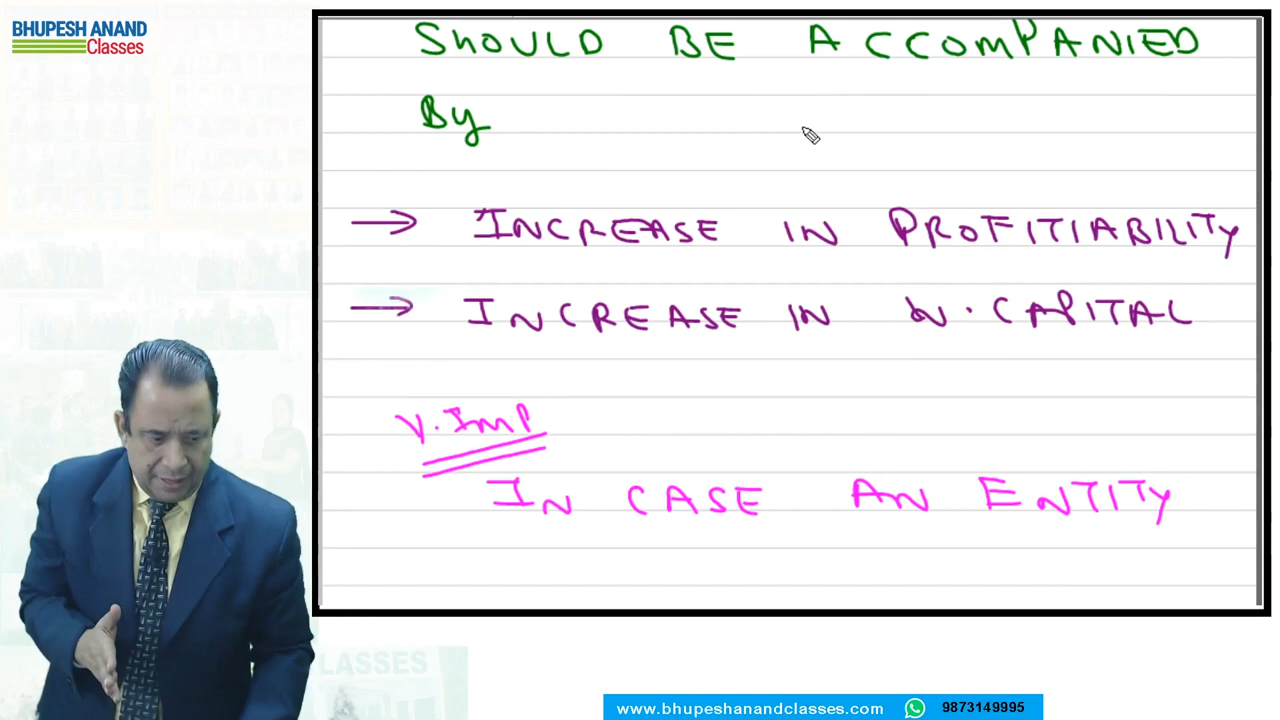 BHUPESH ANAND
Classes
SHOULD BE ACCOMPANIED
By
→ INCREASE IN PROFITIABILITY
→ INCREASE IN W. CAPITAL
V. Imp
IN CASE AN ENTITY
CLASSES
www.bhupeshanandclasses.com 9873149995